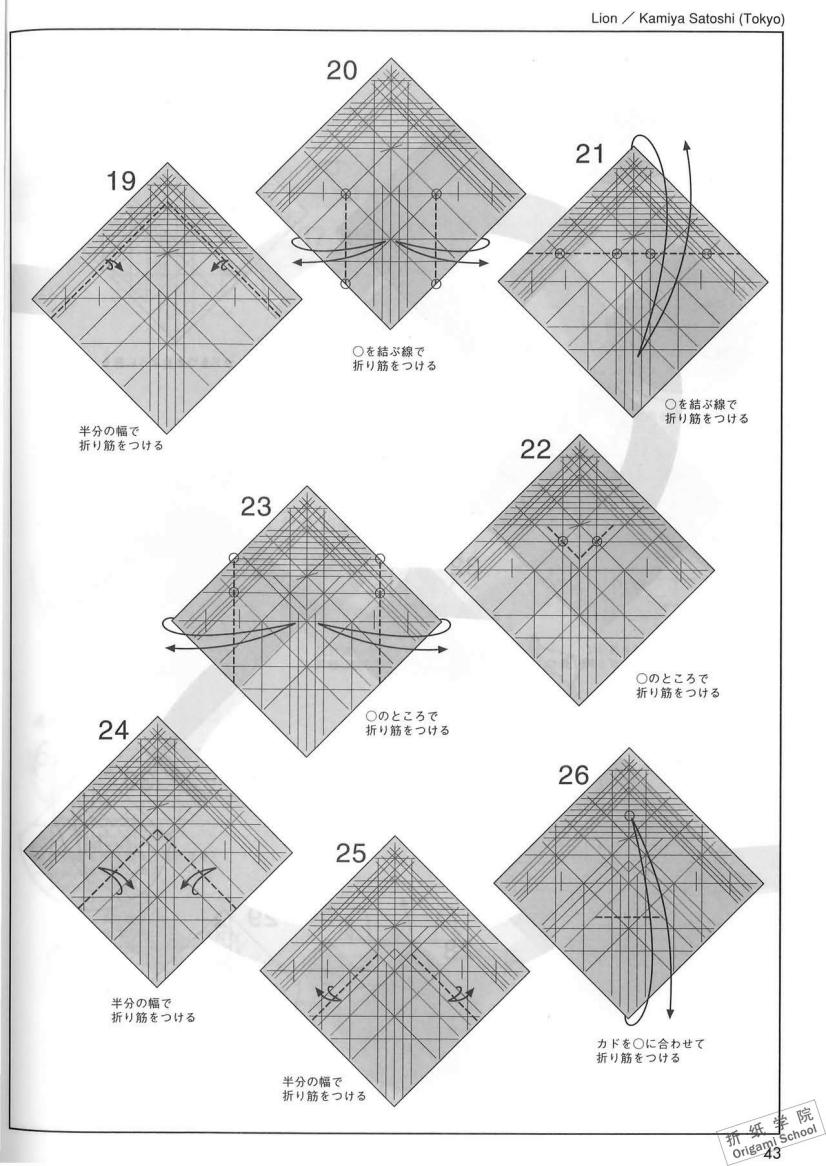 Lion ／ Kamiya Satoshi (Tokyo)
20
21
19
○を結ぶ線で
折り筋をつける
○を結ぶ線で
折り筋をつける
半分の幅で
折り筋をつける
22
23
○のところで
折り筋をつける
○のところで
折り筋をつける
24
26
25
半分の幅で
折り筋をつける
カドを○に合わせて
折り筋をつける
半分の幅で
折り筋をつける
折纸学院
Origami School
43